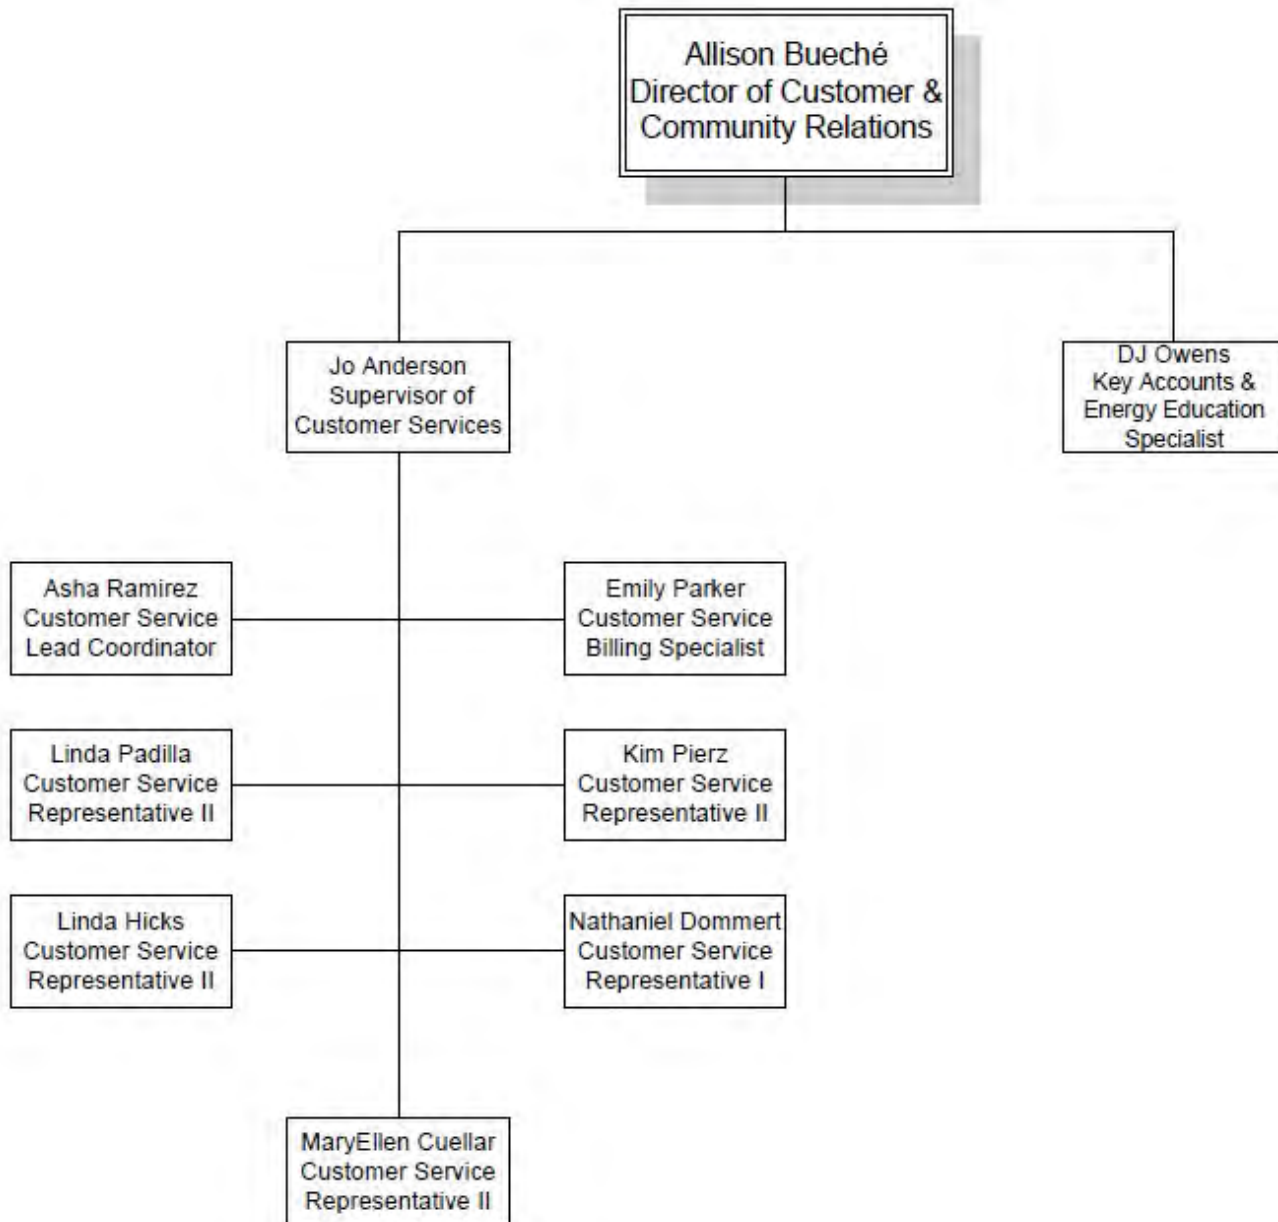 Allison Bueché
Director of Customer &
Community Relations
Jo Anderson
Supervisor of
Customer Services
DJ Owens
Key Accounts &
Energy Education
Specialist
Asha Ramirez
Customer Service
Lead Coordinator
Emily Parker
Customer Service
Billing Specialist
Linda Padilla
Customer Service
Representative II
Kim Pierz
Customer Service
Representative II
Linda Hicks
Customer Service
Representative II
Nathaniel Dommert
Customer Service
Representative I
MaryEllen Cuellar
Customer Service
Representative II